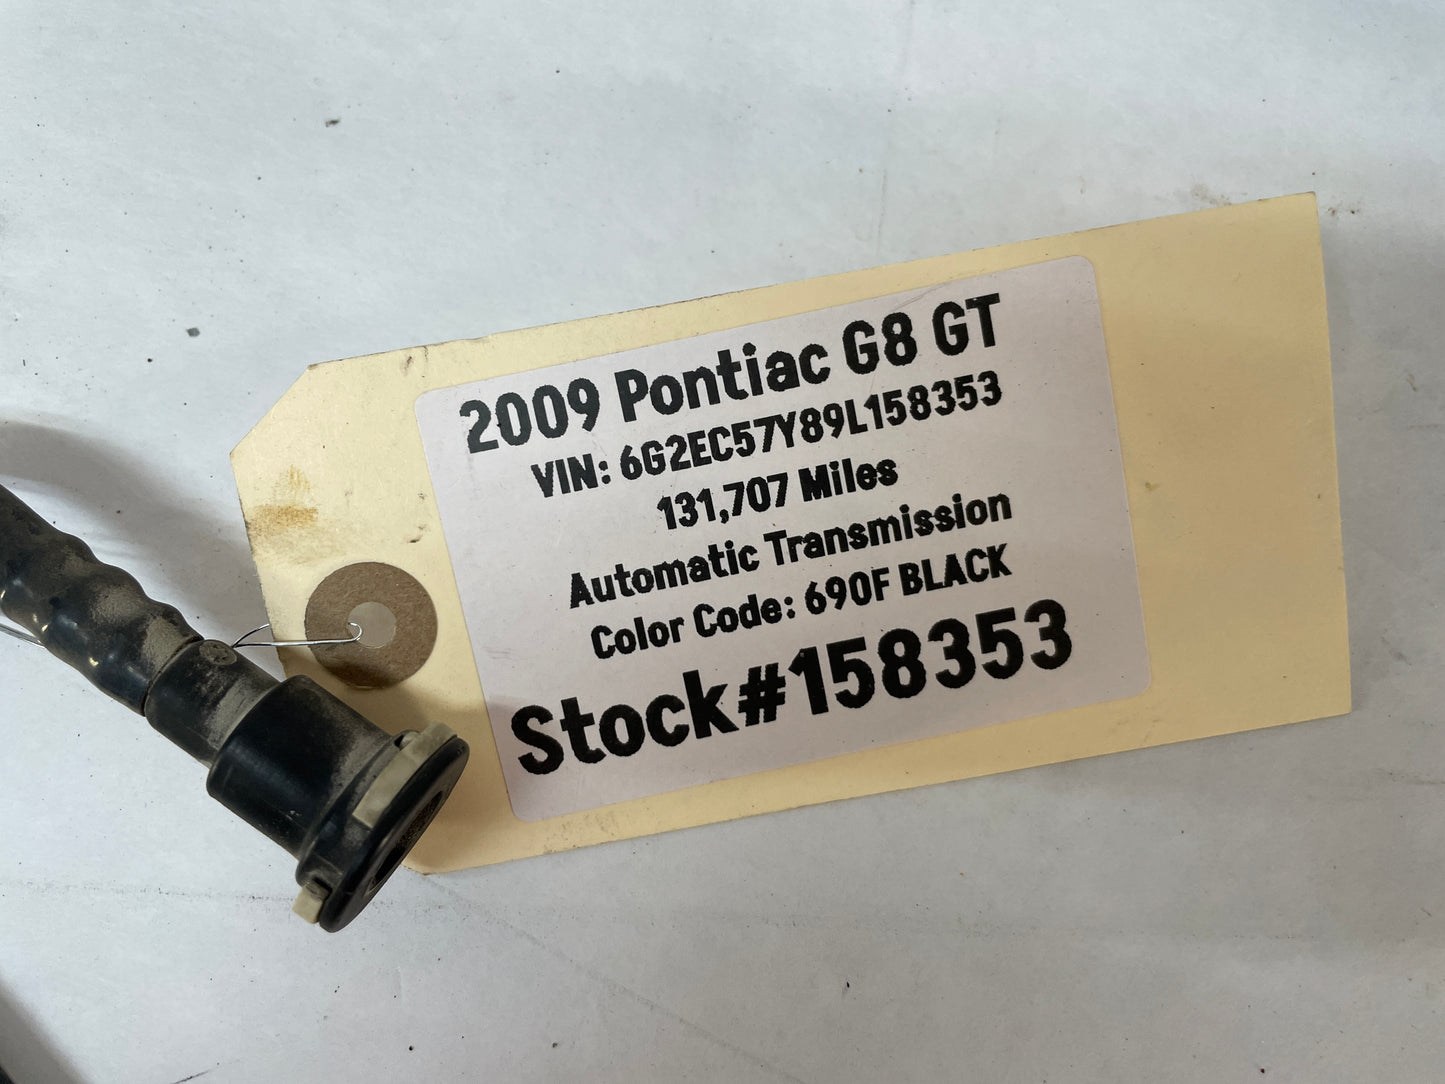 2009 Pontiac G8 GT
VIN: 6G2EC57Y89L158353
131,707 Miles
Automatic Transmission
Color Code: 690F BLACK
Stock#158353